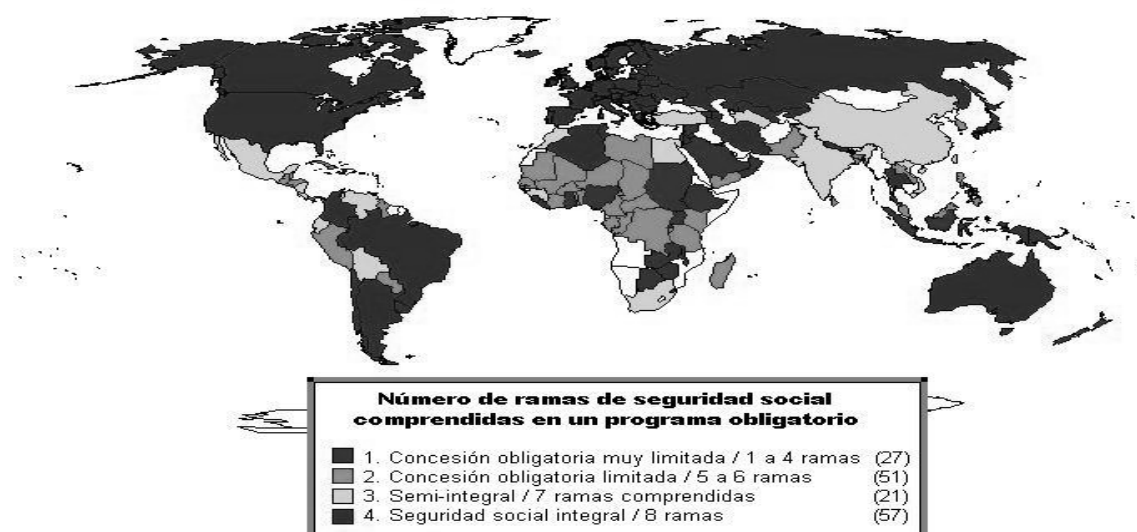 Número de ramas de seguridad social
comprendidas en un programa obligatorio
1. Concesión obligatoria muy limitada / 1 a 4 ramas (27)
2. Concesión obligatoria limitada / 5 a 6 ramas (51)
3. Semi-integral / 7 ramas comprendidas (21)
4. Seguridad social integral / 8 ramas (57)